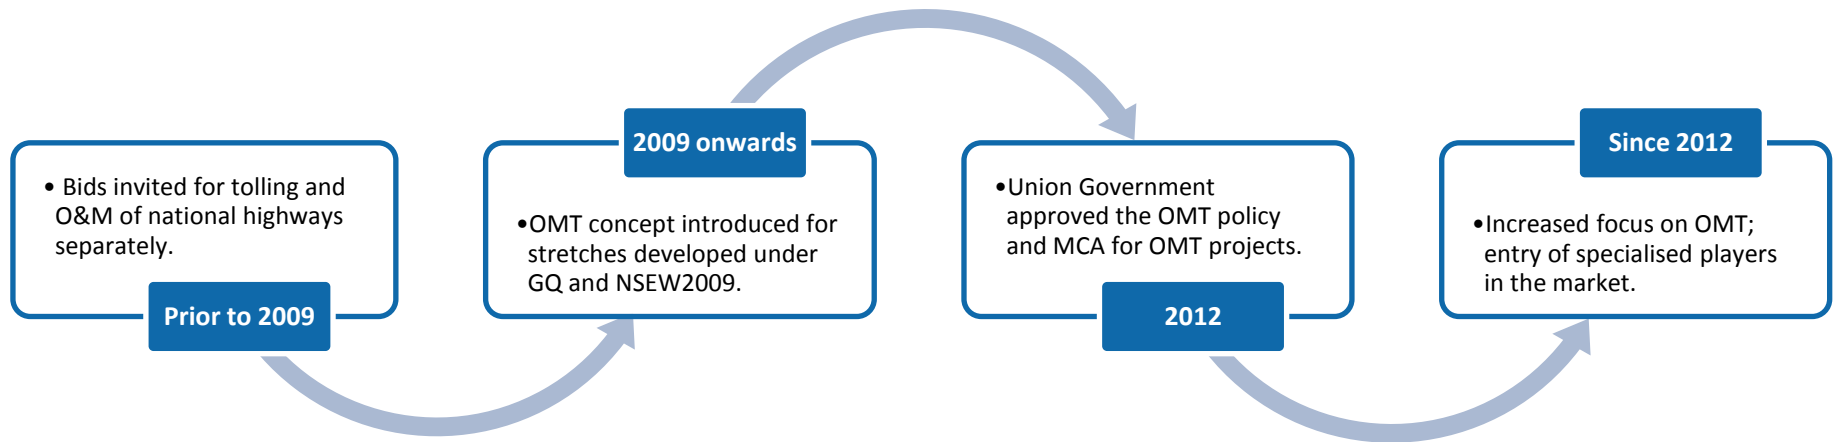 • Bids invited for tolling and
O&M of national highways
separately.
Prior to 2009
2009 onwards
•OMT concept introduced for
stretches developed under
GQ and NSEW2009.
•Union Government
approved the OMT policy
and MCA for OMT projects.
2012
Since 2012
•Increased focus on OMT;
entry of specialised players
in the market.